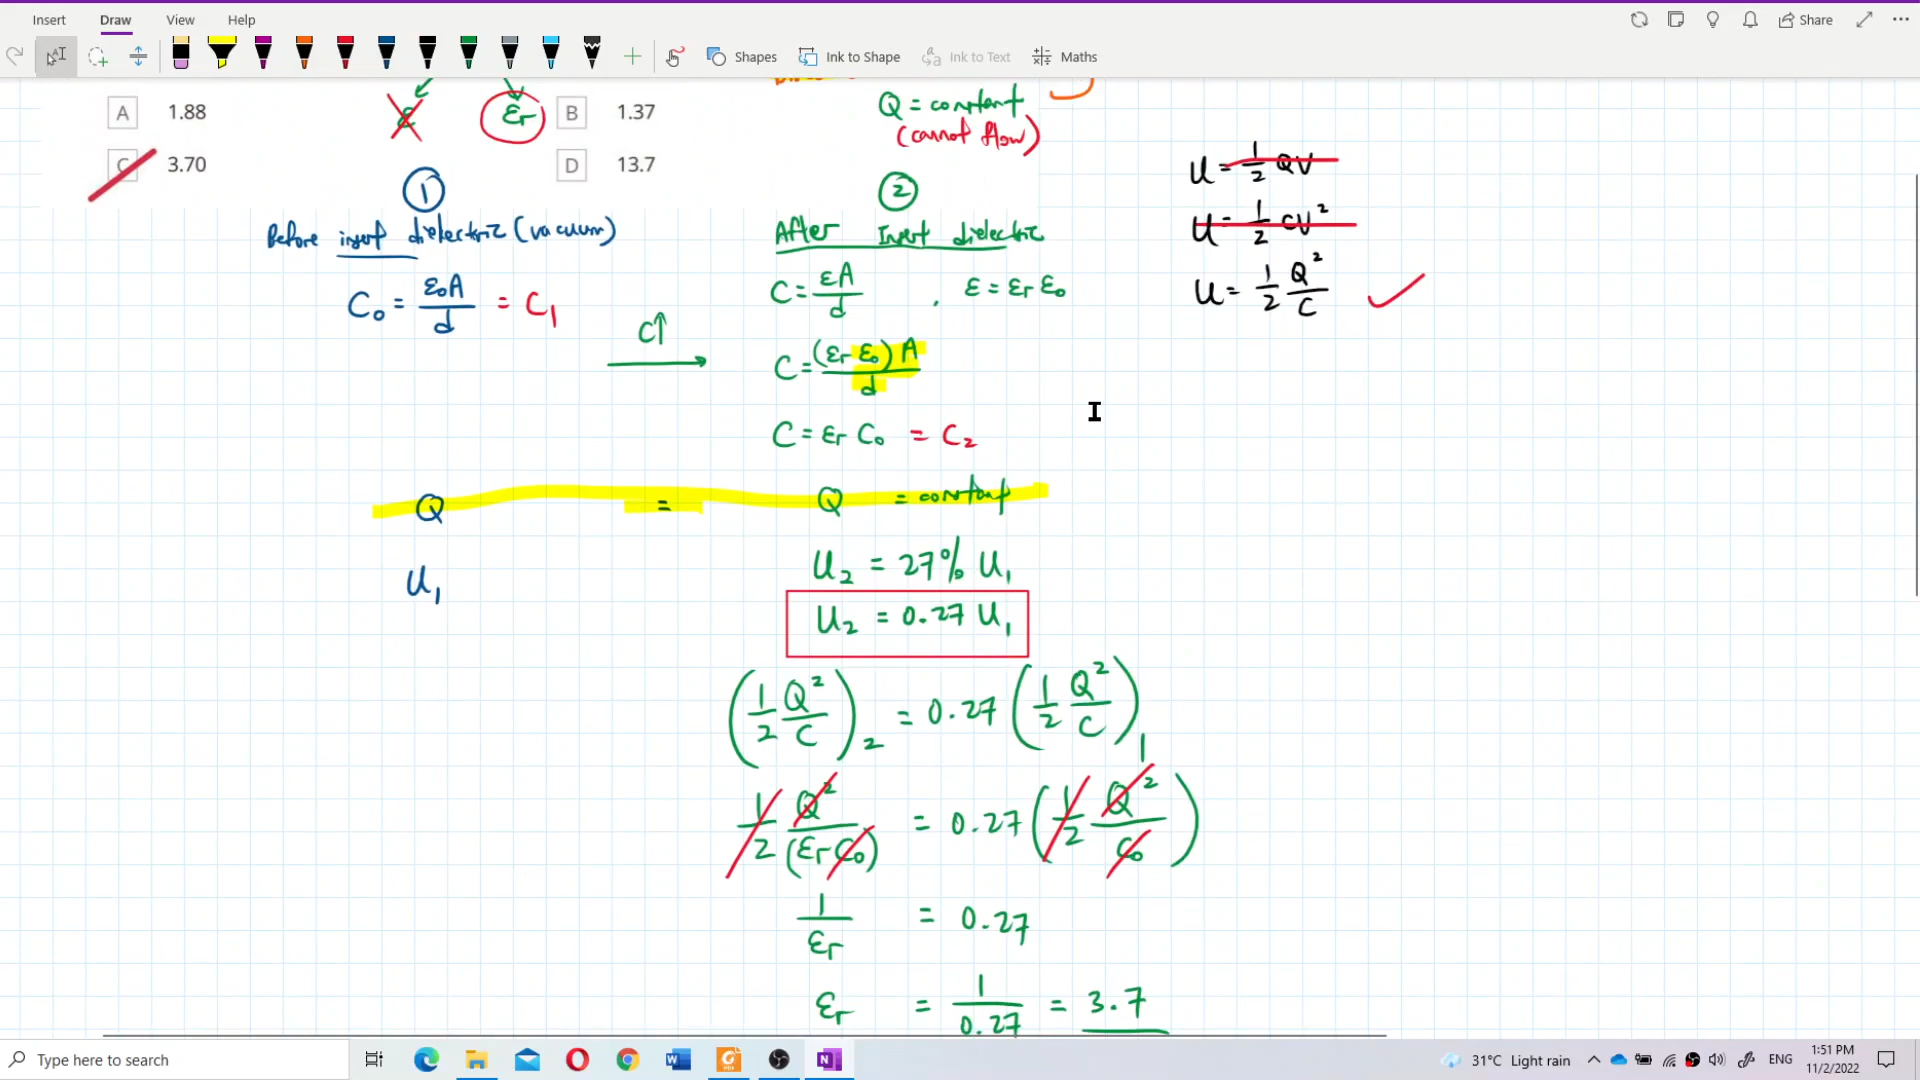 Insert Draw View Help
Share
Shapes Ink to Shape Ink to Text Maths
A 1.88
ε εr
B 1.37
C 3.70
D 13.7
Q = constant
(cannot flow)
U = 1/2 QV
U = 1/2 CV²
U = 1/2 Q²/C
①
Before insert dielectric (vacuum)
C₀ = ε₀A/d = C₁
C↑
②
After Insert dielectric
C = εA/d , ε = εr ε₀
C = (εr ε₀) A/d
C = εr C₀ = C₂
Q = Q = constant
U₁
U₂ = 27% U₁
U₂ = 0.27 U₁
(1/2 Q²/C)₂ = 0.27 (1/2 Q²/C)₁
1/2 Q²/(εr C₀) = 0.27 (1/2 Q²/C₀)
1/εr = 0.27
εr = 1/0.27 = 3.7
Type here to search
31°C Light rain
ENG
1:51 PM
11/2/2022